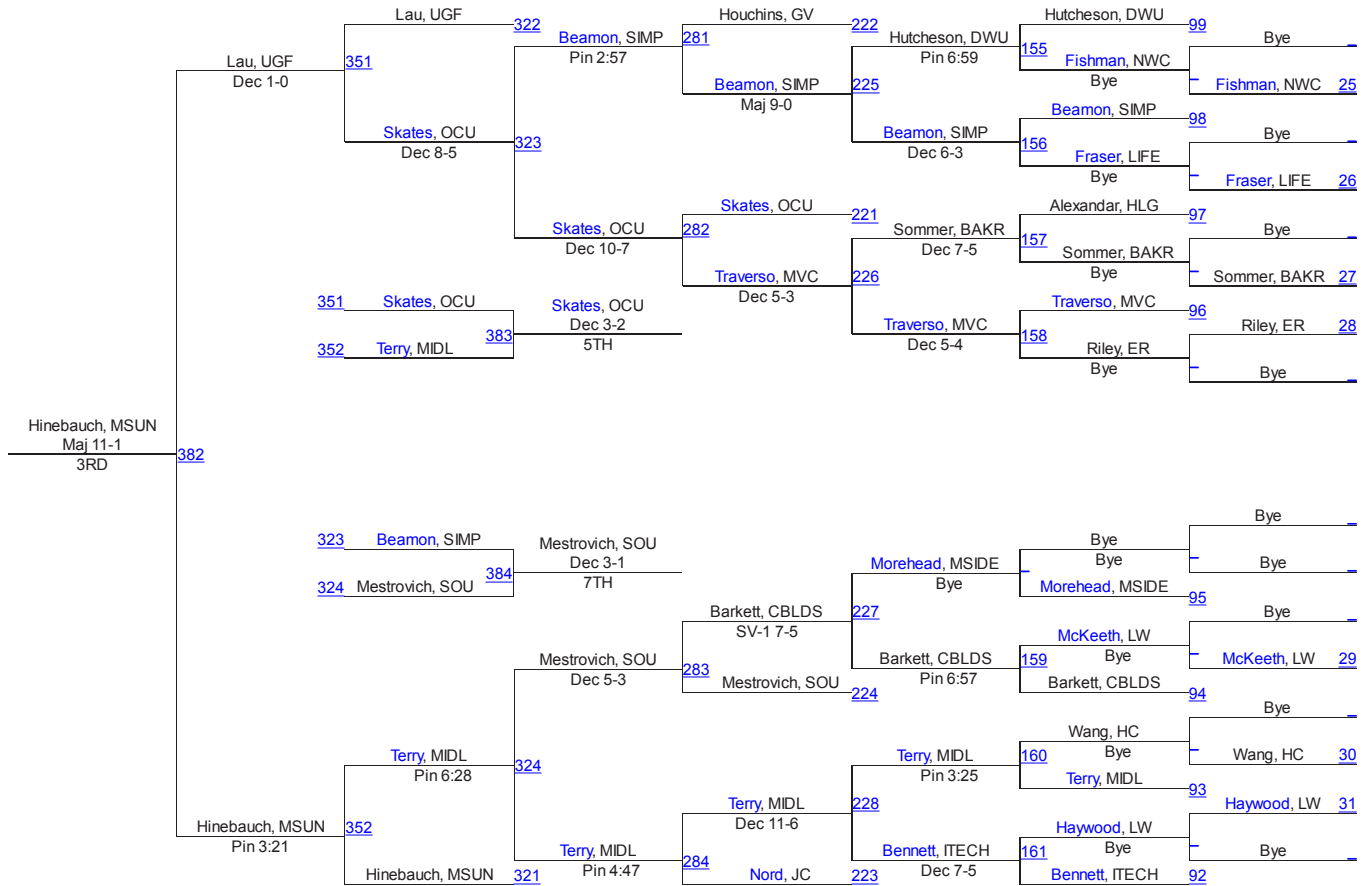 Lau, UGF 322
Houchins, GV 222
Hutcheson, DWU 99
Beamon, SIMP 281
Pin 2:57
Hutcheson, DWU 155
Pin 6:59
Bye
Lau, UGF 351
Dec 1-0
Fishman, NWC
Bye
Beamon, SIMP 225
Maj 9-0
Fishman, NWC 25
Beamon, SIMP 98
Skates, OCU 323
Dec 8-5
Beamon, SIMP 156
Dec 6-3
Bye
Fraser, LIFE
Bye
Fraser, LIFE 26
Skates, OCU 221
Alexandar, HLG 97
Skates, OCU 282
Dec 10-7
Sommer, BAKR 157
Dec 7-5
Bye
Sommer, BAKR
Bye
Traverso, MVC 226
Dec 5-3
Sommer, BAKR 27
351 Skates, OCU
Skates, OCU
Dec 3-2
5TH
383
Traverso, MVC 96
Traverso, MVC 158
Dec 5-4
Riley, ER 28
352 Terry, MIDL
Riley, ER
Bye
Bye
Hinebauch, MSUN
Maj 11-1
3RD
382
Bye
323 Beamon, SIMP
Mestrovich, SOU
Dec 3-1
7TH
384
Bye
Bye
Bye
Morehead, MSIDE
Bye
324 Mestrovich, SOU
Morehead, MSIDE 95
Barkett, CBLDS 227
SV-1 7-5
Bye
McKeeth, LW
Bye
Mestrovich, SOU 283
Dec 5-3
Barkett, CBLDS 159
Pin 6:57
McKeeth, LW 29
Mestrovich, SOU 224
Barkett, CBLDS 94
Bye
Wang, HC
Bye
Terry, MIDL 324
Pin 6:28
Terry, MIDL 160
Pin 3:25
Wang, HC 30
Terry, MIDL 93
Terry, MIDL 228
Dec 11-6
Haywood, LW 31
Hinebauch, MSUN 352
Pin 3:21
Haywood, LW
Bye
Terry, MIDL 284
Pin 4:47
Bennett, ITECH 161
Dec 7-5
Bye
Hinebauch, MSUN 321
Nord, JC 223
Bennett, ITECH 92